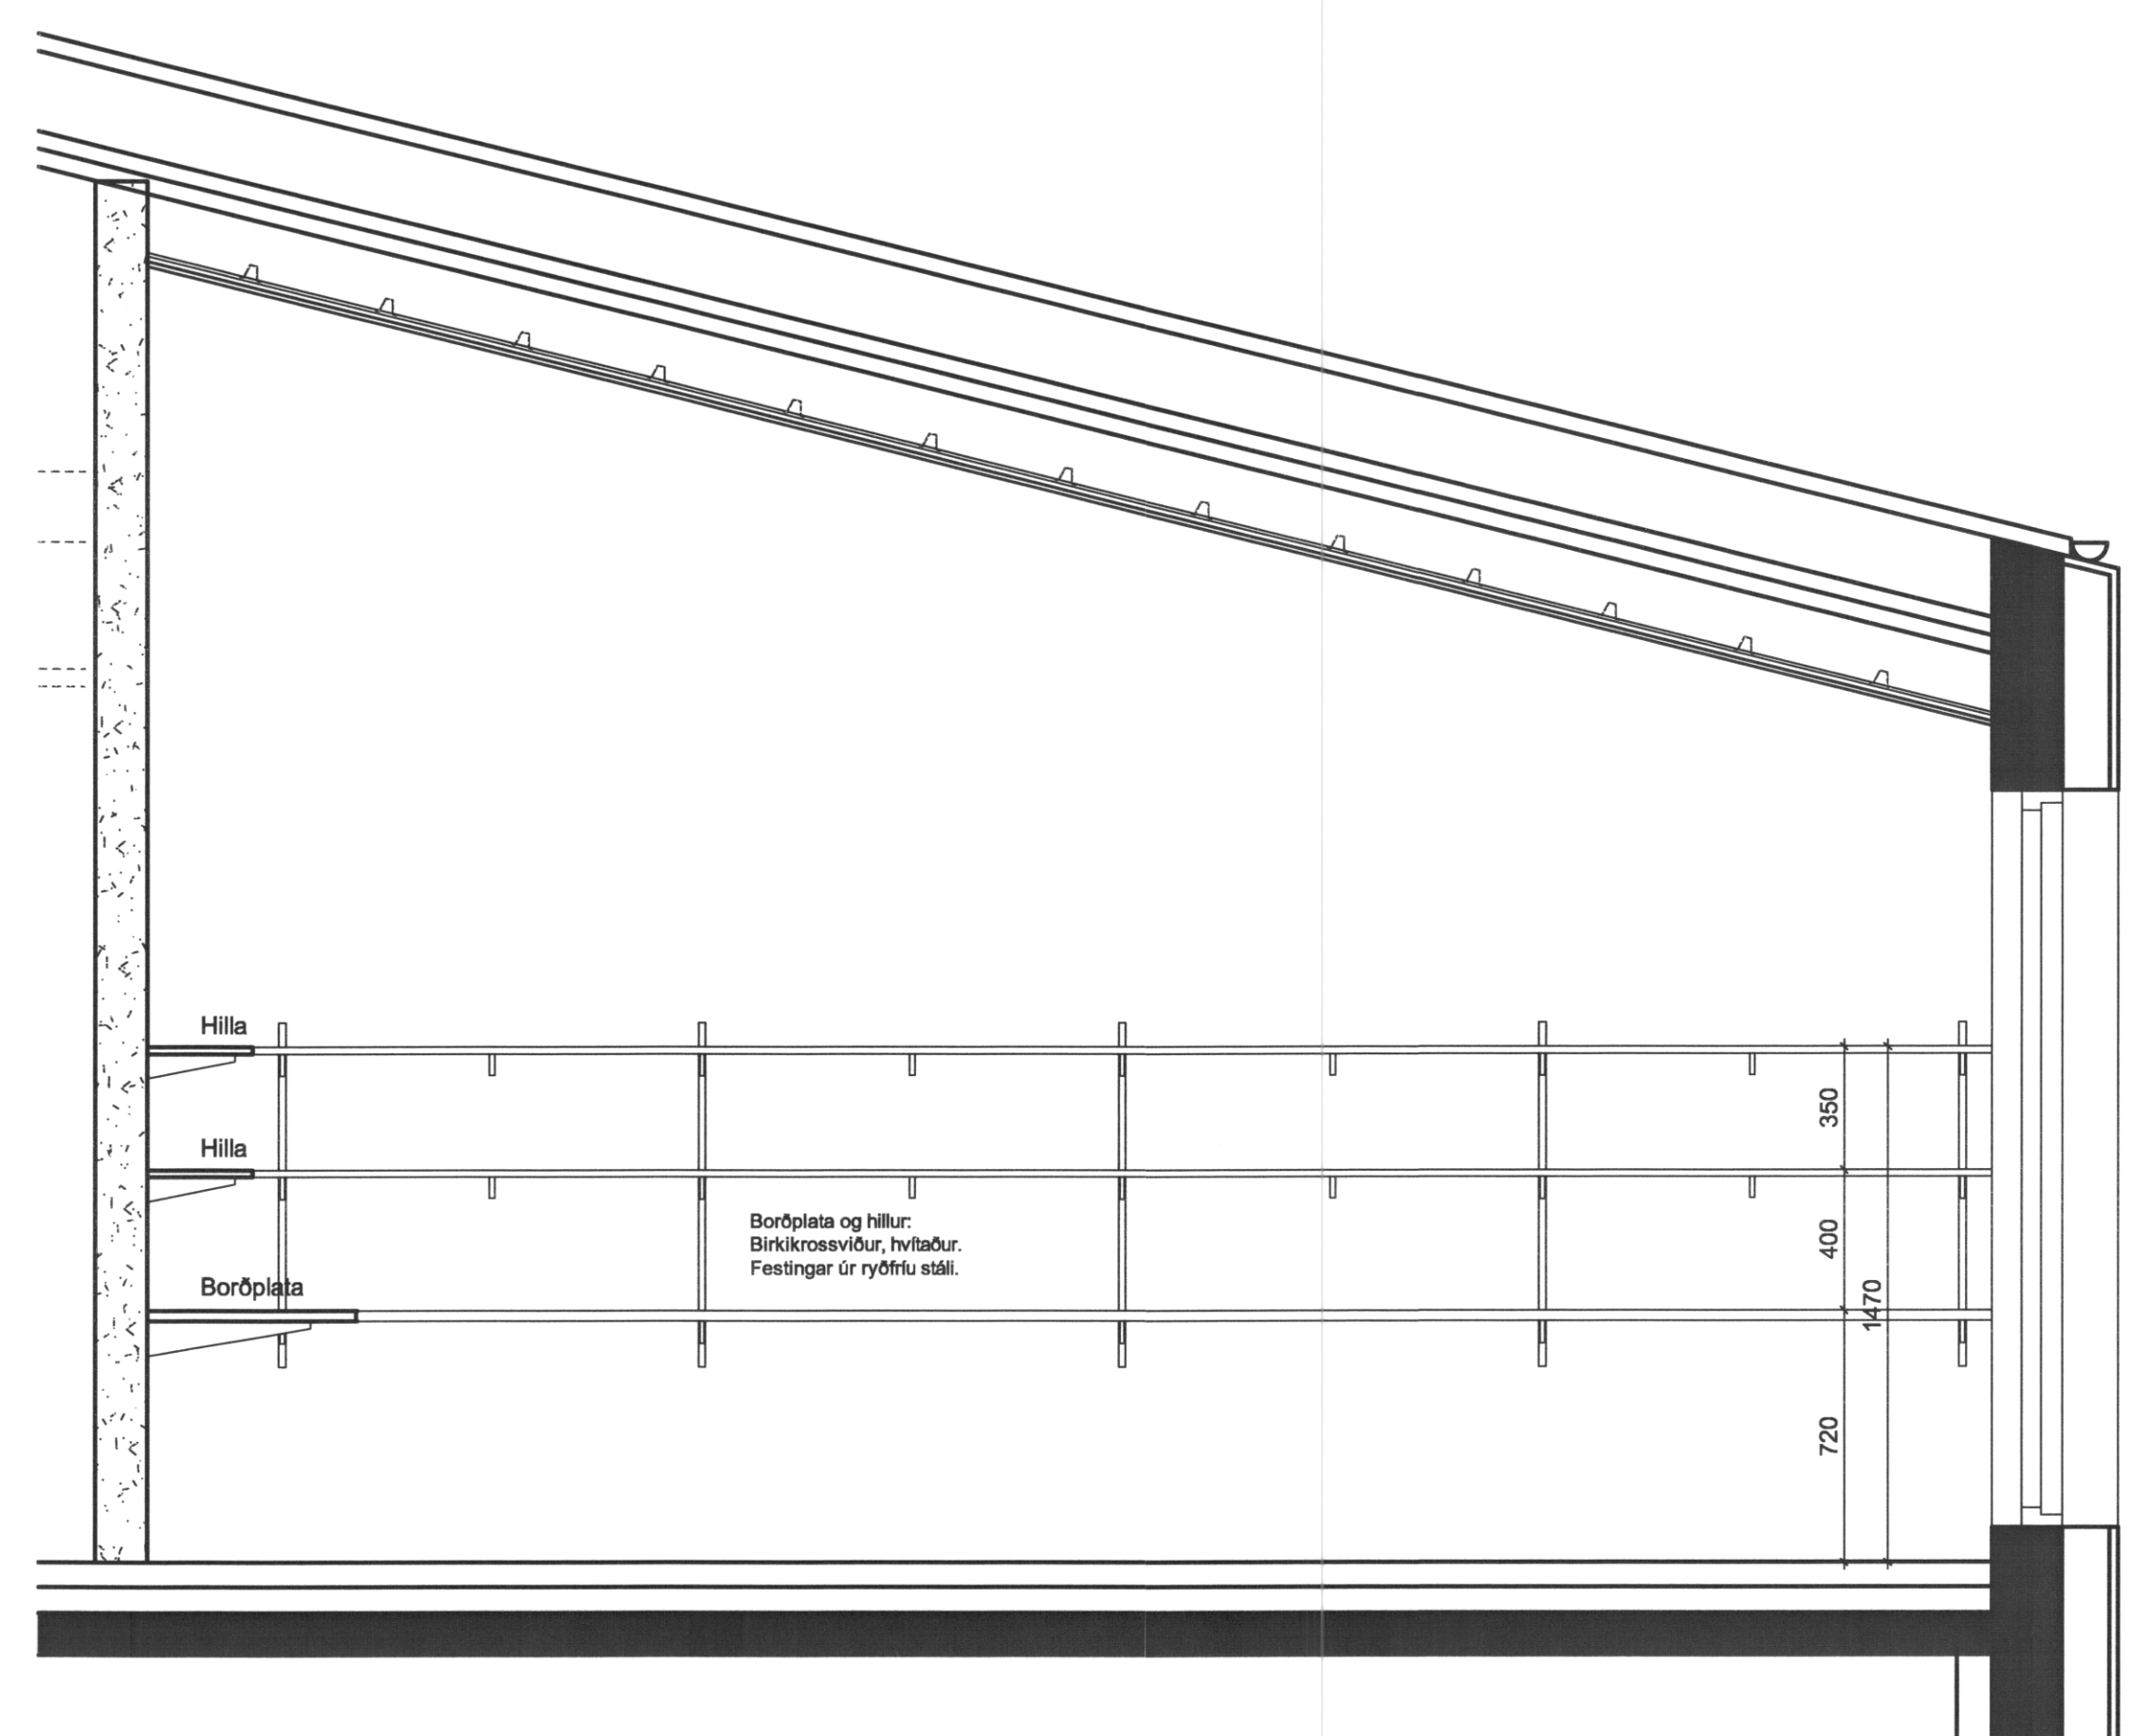 Hilla
350
Hilla
Borðplata og hillur:
Birkikrossviður, hvítaður.
Festingar úr ryðfríu stáli.
400
Borðplata
1470
720